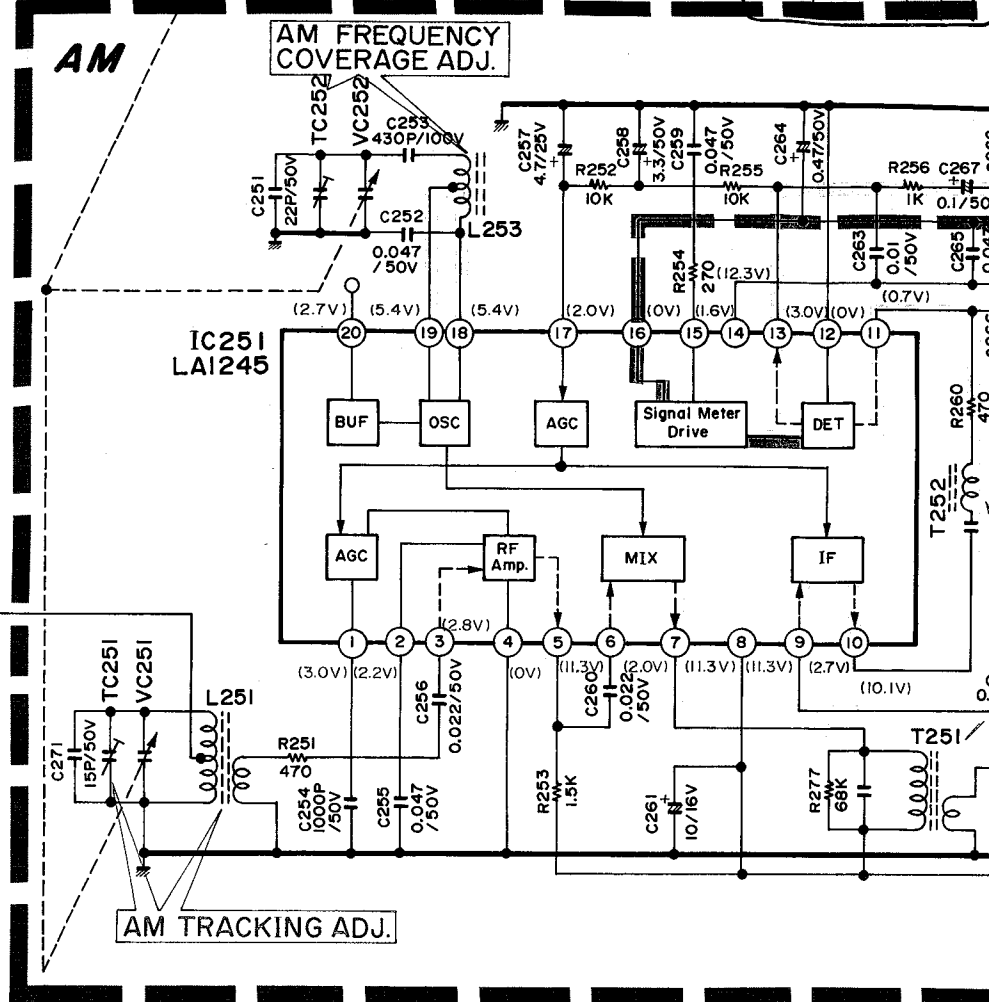 AM
AM FREQUENCY
COVERAGE ADJ.
TC252
VC252
C253
430P/100V
C251
22P/50V
C252
0.047
/50V
L253
C257
4.7/25V
+
R252
10K
C258
3.3/50V
+
C259
0.047
/50V
R255
10K
C264
0.47/50V
+
R256
1K
C267
+
0.1/50
C263
0.01
/50V
C265
R254
270
(12.3V)
(0.7V)
(2.7V)
(5.4V)
(5.4V)
(2.0V)
(0V)
(1.6V)
(3.0V)
(0V)
20
19
18
17
16
15
14
13
12
11
IC251
LA1245
BUF
OSC
AGC
Signal Meter
Drive
DET
R260
470
T252
AGC
RF
Amp.
MIX
IF
(2.8V)
1
2
3
4
5
6
7
8
9
10
(3.0V)
(2.2V)
(0V)
(11.3V)
(2.0V)
(11.3V)
(11.3V)
(2.7V)
(10.1V)
TC251
VC251
L251
C271
15P/50V
R251
470
C256
0.022/50V
C260
0.022
/50V
C254
1000P
/50V
C255
0.047
/50V
R253
1.5K
C261
+
10/16V
R277
68K
T251
AM TRACKING ADJ.